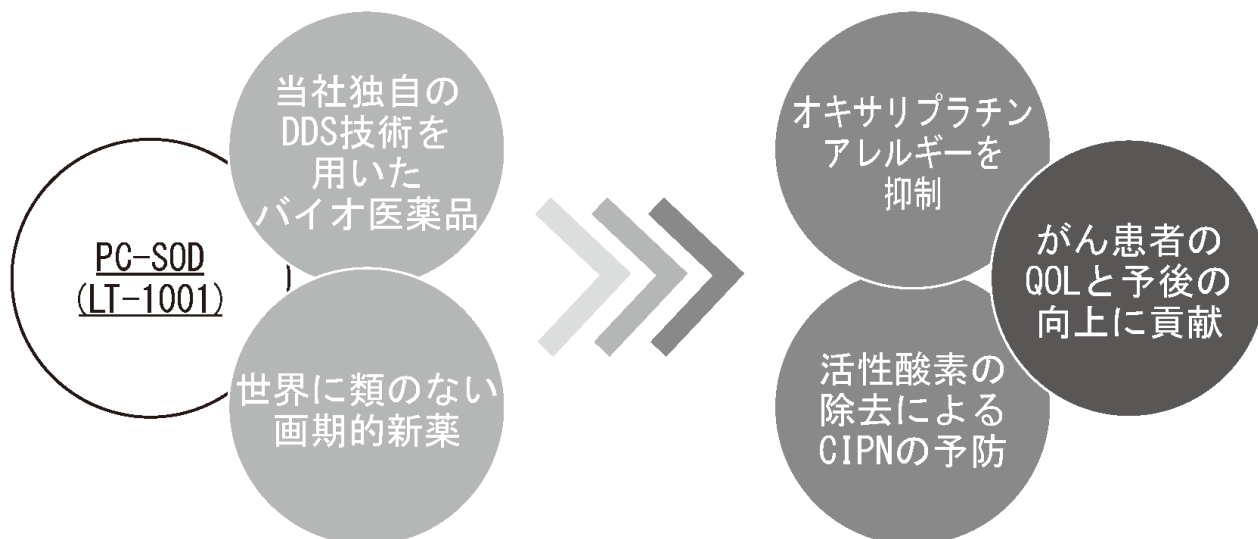 PC-SOD
(LT-1001)
当社独自の
DDS技術を
用いた
バイオ医薬品
世界に類のない
画期的新薬
オキサリプラチン
アレルギーを
抑制
活性酸素の
除去による
CIPNの予防
がん患者の
QOLと予後の
向上に貢献